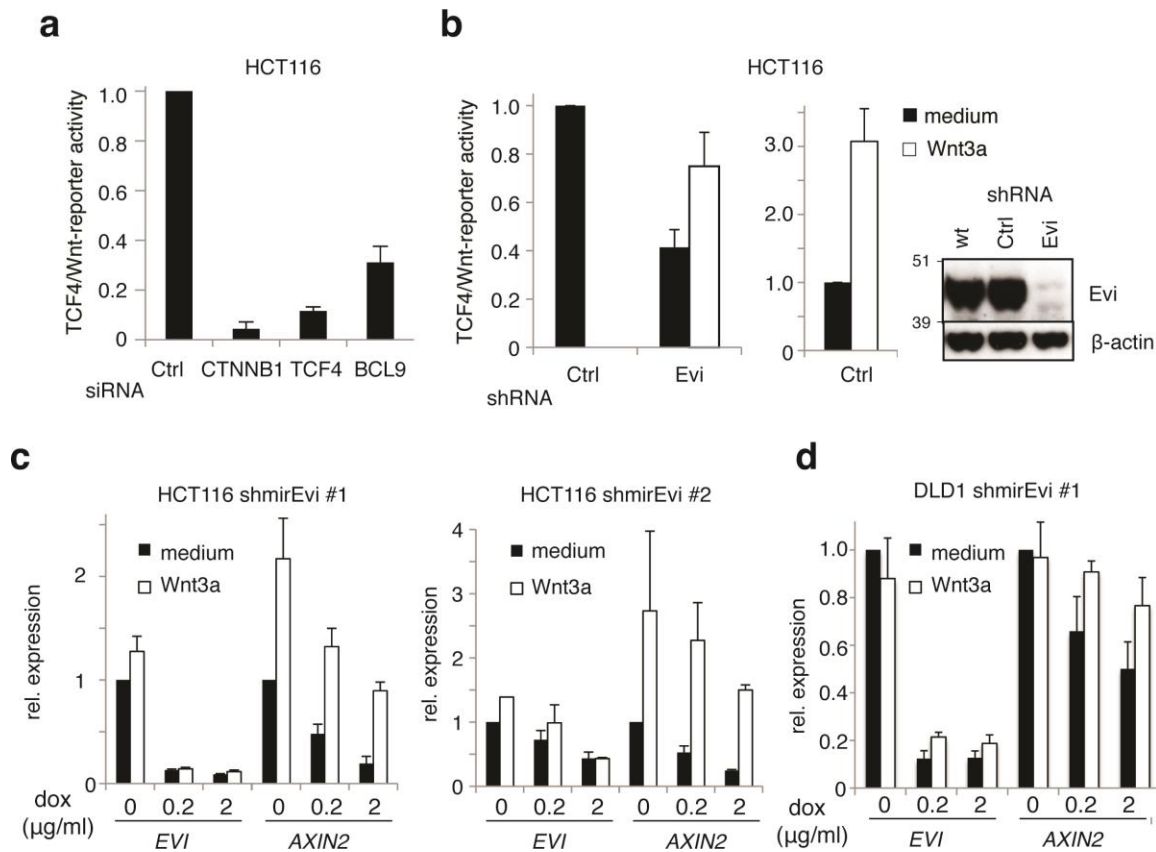 a
HCT116
TCF4/Wnt-reporter activity
1.0
0.8
0.6
0.4
0.2
0
Ctrl CTNNB1 TCF4 BCL9
siRNA
b
HCT116
TCF4/Wnt-reporter activity
1.0
0.8
0.6
0.4
0.2
0
Ctrl Evi
shRNA
3.0
2.0
1.0
0
Ctrl
medium
Wnt3a
shRNA
wt Ctrl Evi
51
39
Evi
β-actin
c
HCT116 shmirEvi #1
medium
Wnt3a
rel. expression
2
1
0
dox
(µg/ml)
0 0.2 2 0 0.2 2
EVI AXIN2
HCT116 shmirEvi #2
medium
Wnt3a
rel. expression
4
3
2
1
0
0 0.2 2 0 0.2 2
EVI AXIN2
d
DLD1 shmirEvi #1
medium
Wnt3a
rel. expression
1.0
0.8
0.6
0.4
0.2
0
dox
(µg/ml)
0 0.2 2 0 0.2 2
EVI AXIN2